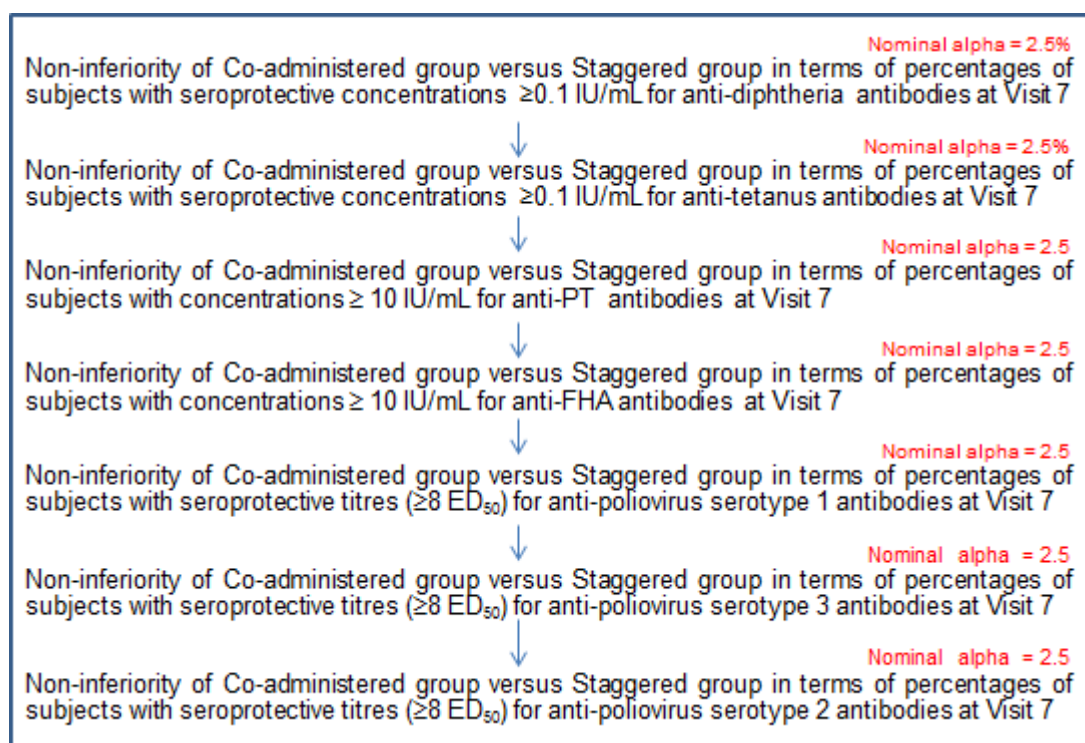 Nominal alpha = 2.5%
Non-inferiority of Co-administered group versus Staggered group in terms of percentages of
subjects with seroprotective concentrations ≥0.1 IU/mL for anti-diphtheria antibodies at Visit 7
Nominal alpha = 2.5%
Non-inferiority of Co-administered group versus Staggered group in terms of percentages of
subjects with seroprotective concentrations ≥0.1 IU/mL for anti-tetanus antibodies at Visit 7
Nominal alpha = 2.5
Non-inferiority of Co-administered group versus Staggered group in terms of percentages of
subjects with concentrations ≥ 10 IU/mL for anti-PT antibodies at Visit 7
Nominal alpha = 2.5
Non-inferiority of Co-administered group versus Staggered group in terms of percentages of
subjects with concentrations ≥ 10 IU/mL for anti-FHA antibodies at Visit 7
Nominal alpha = 2.5
Non-inferiority of Co-administered group versus Staggered group in terms of percentages of
subjects with seroprotective titres (≥8 ED₅₀) for anti-poliovirus serotype 1 antibodies at Visit 7
Nominal alpha = 2.5
Non-inferiority of Co-administered group versus Staggered group in terms of percentages of
subjects with seroprotective titres (≥8 ED₅₀) for anti-poliovirus serotype 3 antibodies at Visit 7
Nominal alpha = 2.5
Non-inferiority of Co-administered group versus Staggered group in terms of percentages of
subjects with seroprotective titres (≥8 ED₅₀) for anti-poliovirus serotype 2 antibodies at Visit 7